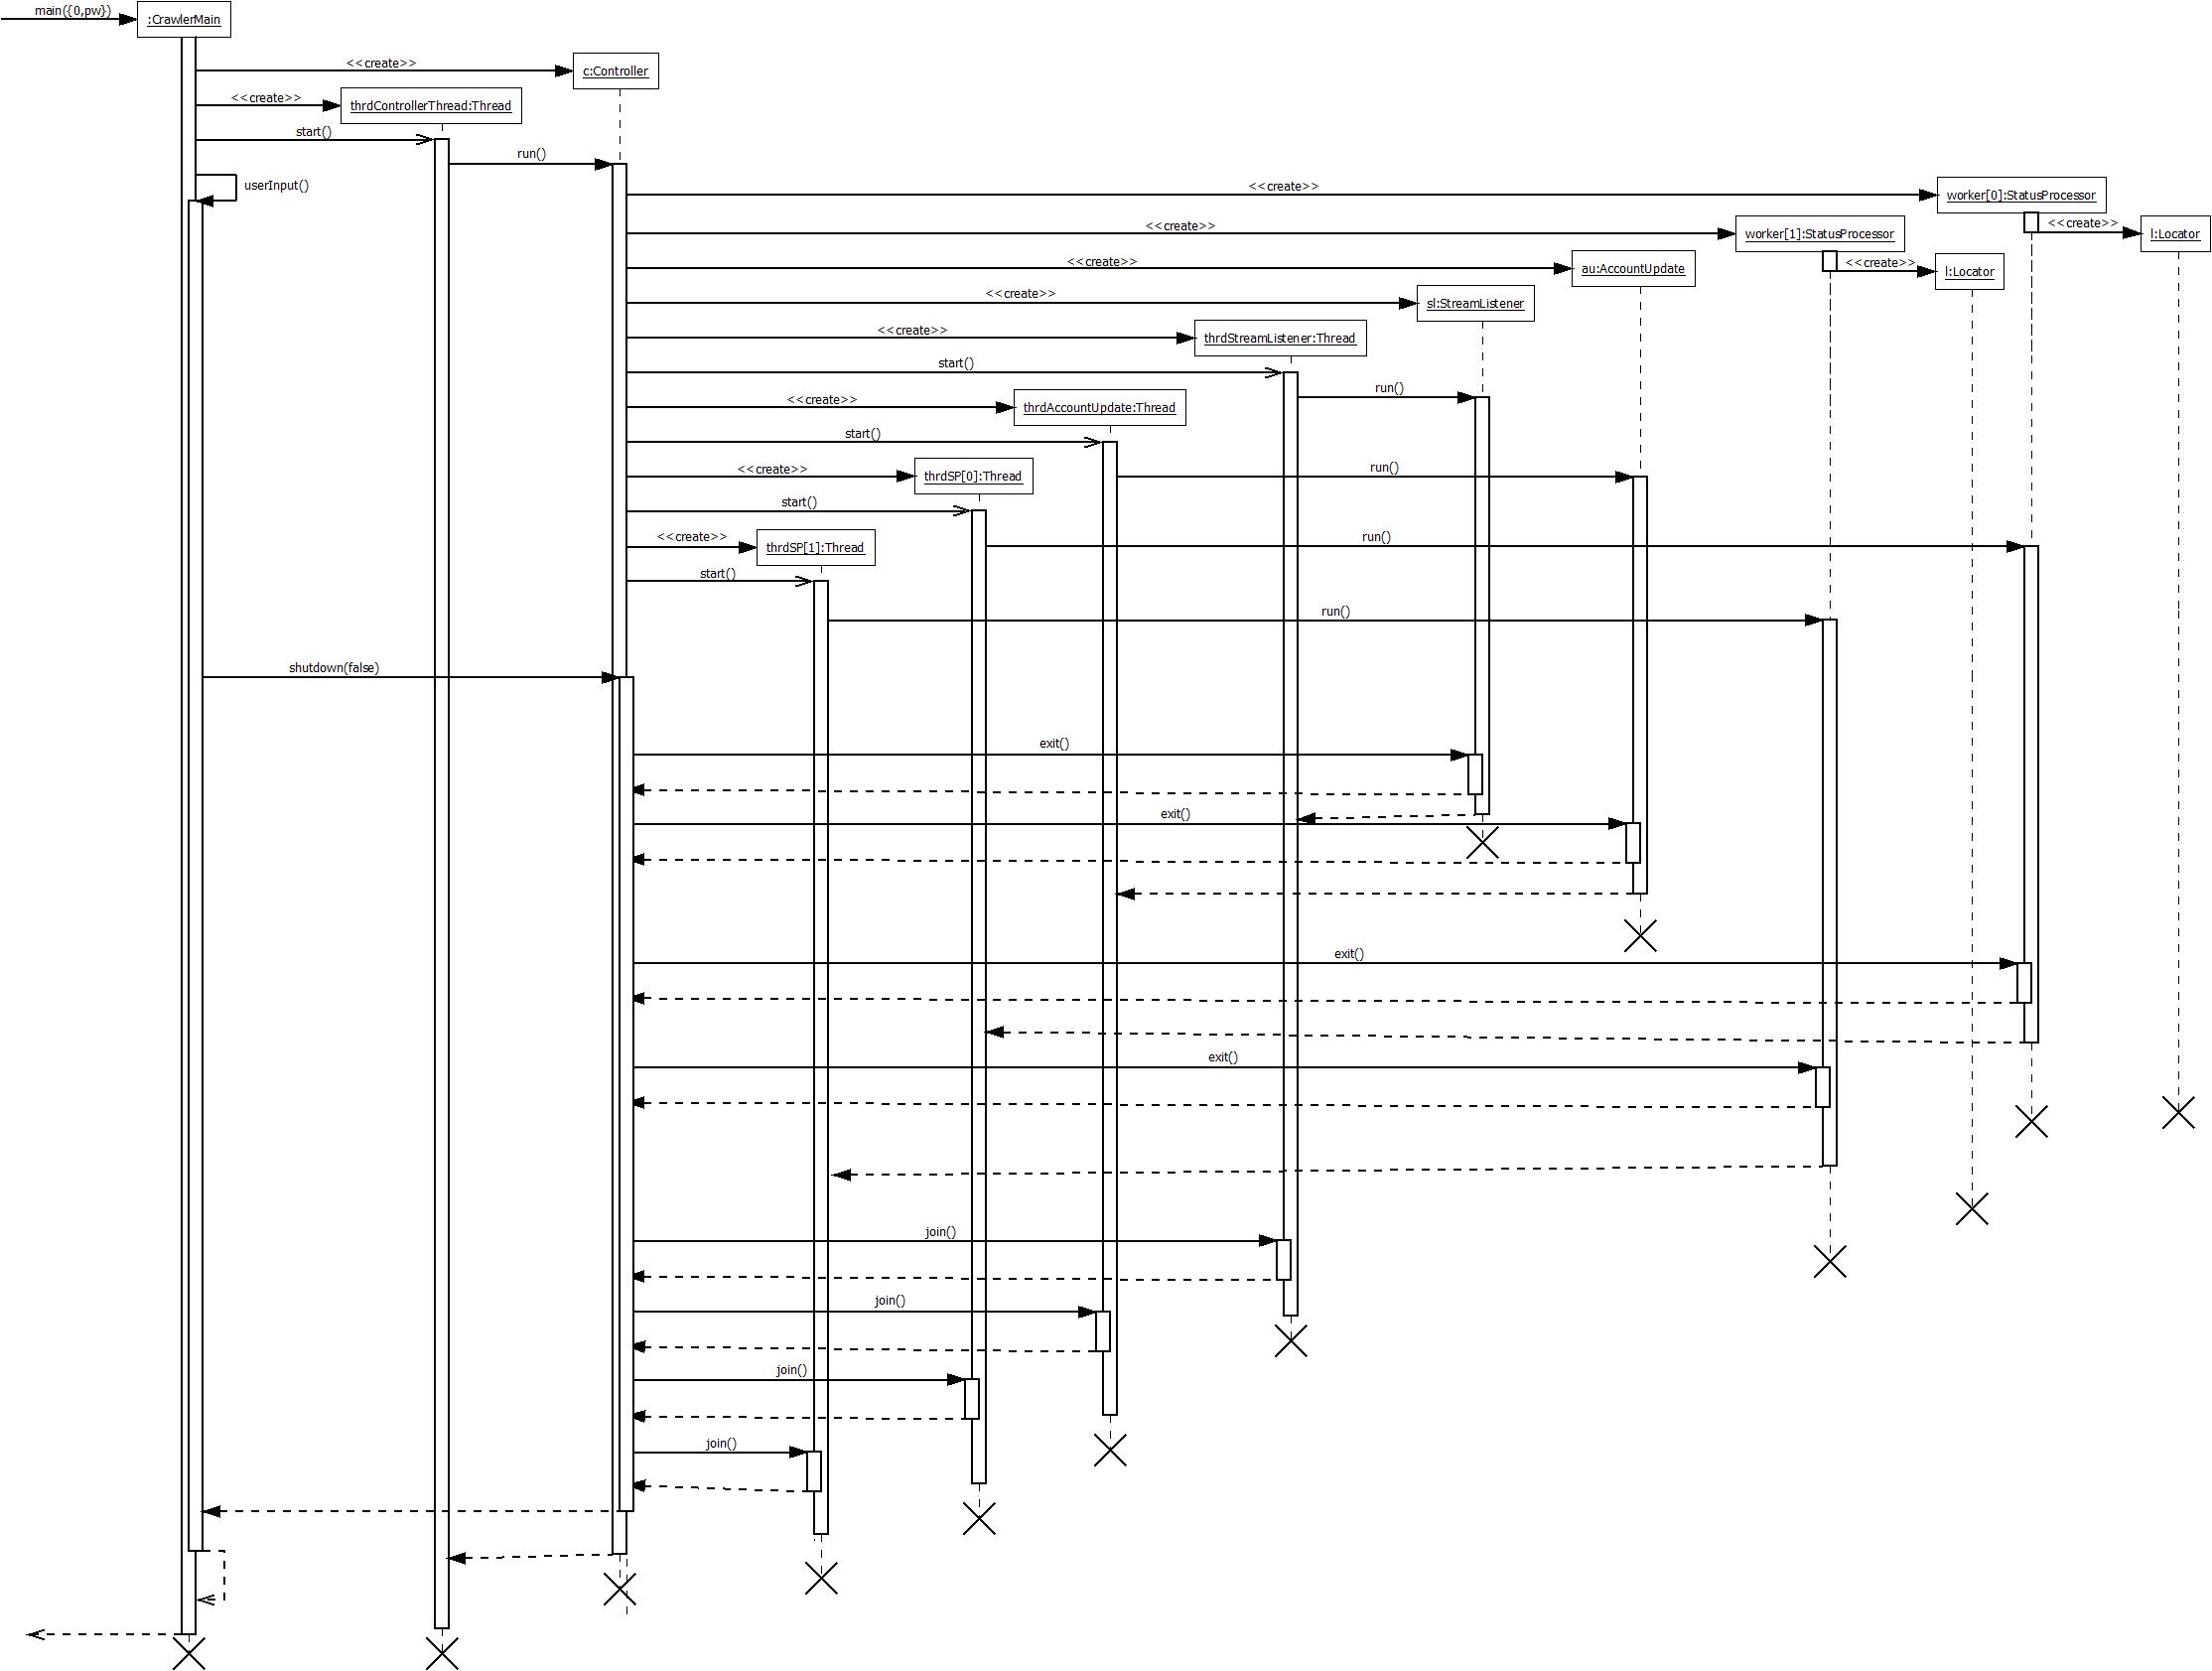 main({0,pw})
:CrawlerMain
<<create>>
c:Controller
<<create>>
thrdControllerThread:Thread
start()
run()
userInput()
<<create>>
worker[0]:StatusProcessor
<<create>>
l:Locator
<<create>>
worker[1]:StatusProcessor
<<create>>
l:Locator
<<create>>
au:AccountUpdate
<<create>>
sl:StreamListener
<<create>>
thrdStreamListener:Thread
start()
run()
<<create>>
thrdAccountUpdate:Thread
start()
<<create>>
thrdSP[0]:Thread
run()
start()
<<create>>
thrdSP[1]:Thread
run()
start()
run()
shutdown(false)
exit()
exit()
exit()
exit()
join()
join()
join()
join()